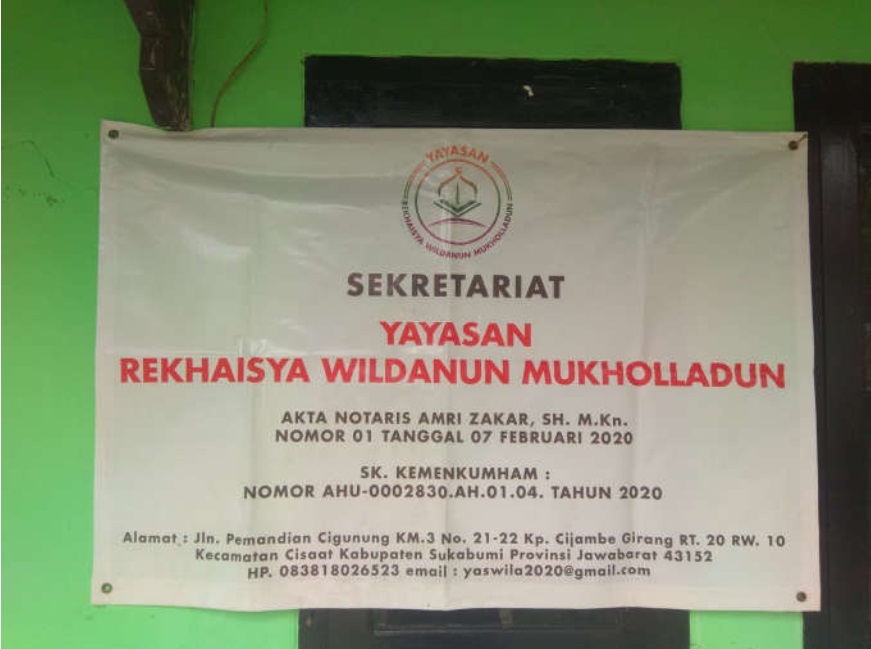 YAYASAN
REKHAISYA WILDANUN MUKHOLLADUN
SEKRETARIAT
YAYASAN
REKHAISYA WILDANUN MUKHOLLADUN
AKTA NOTARIS AMRI ZAKAR, SH. M.Kn.
NOMOR 01 TANGGAL 07 FEBRUARI 2020
SK. KEMENKUMHAM :
NOMOR AHU-0002830.AH.01.04. TAHUN 2020
Alamat : Jln. Pemandian Cigunung KM.3 No. 21-22 Kp. Cijambe Girang RT. 20 RW. 10
Kecamatan Cisaat Kabupaten Sukabumi Provinsi Jawabarat 43152
HP. 083818026523 email : yaswila2020@gmail.com